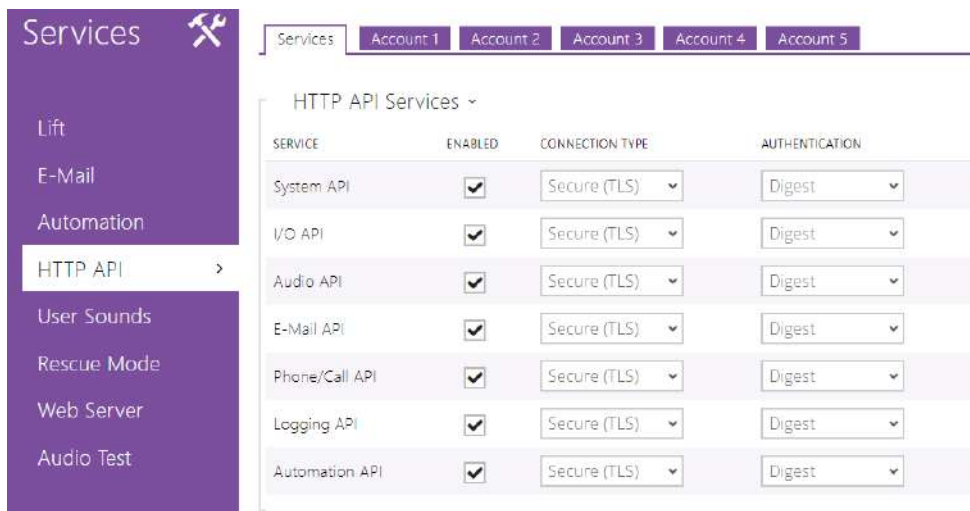 Services
Lift
E-Mail
Automation
HTTP API
User Sounds
Rescue Mode
Web Server
Audio Test
Services Account 1 Account 2 Account 3 Account 4 Account 5
HTTP API Services
SERVICE ENABLED CONNECTION TYPE AUTHENTICATION
System API Secure (TLS) Digest
I/O API Secure (TLS) Digest
Audio API Secure (TLS) Digest
E-Mail API Secure (TLS) Digest
Phone/Call API Secure (TLS) Digest
Logging API Secure (TLS) Digest
Automation API Secure (TLS) Digest